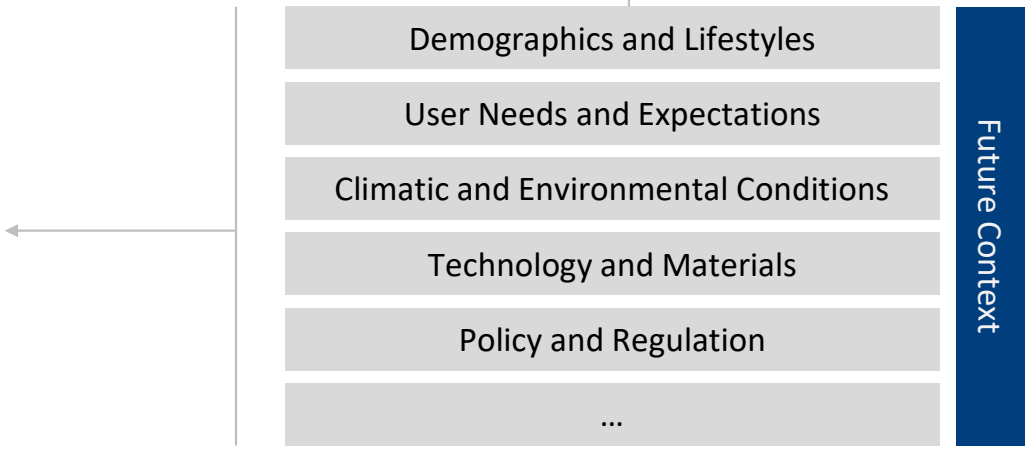 Demographics and Lifestyles
User Needs and Expectations
Climatic and Environmental Conditions
Technology and Materials
Policy and Regulation
...
Future Context